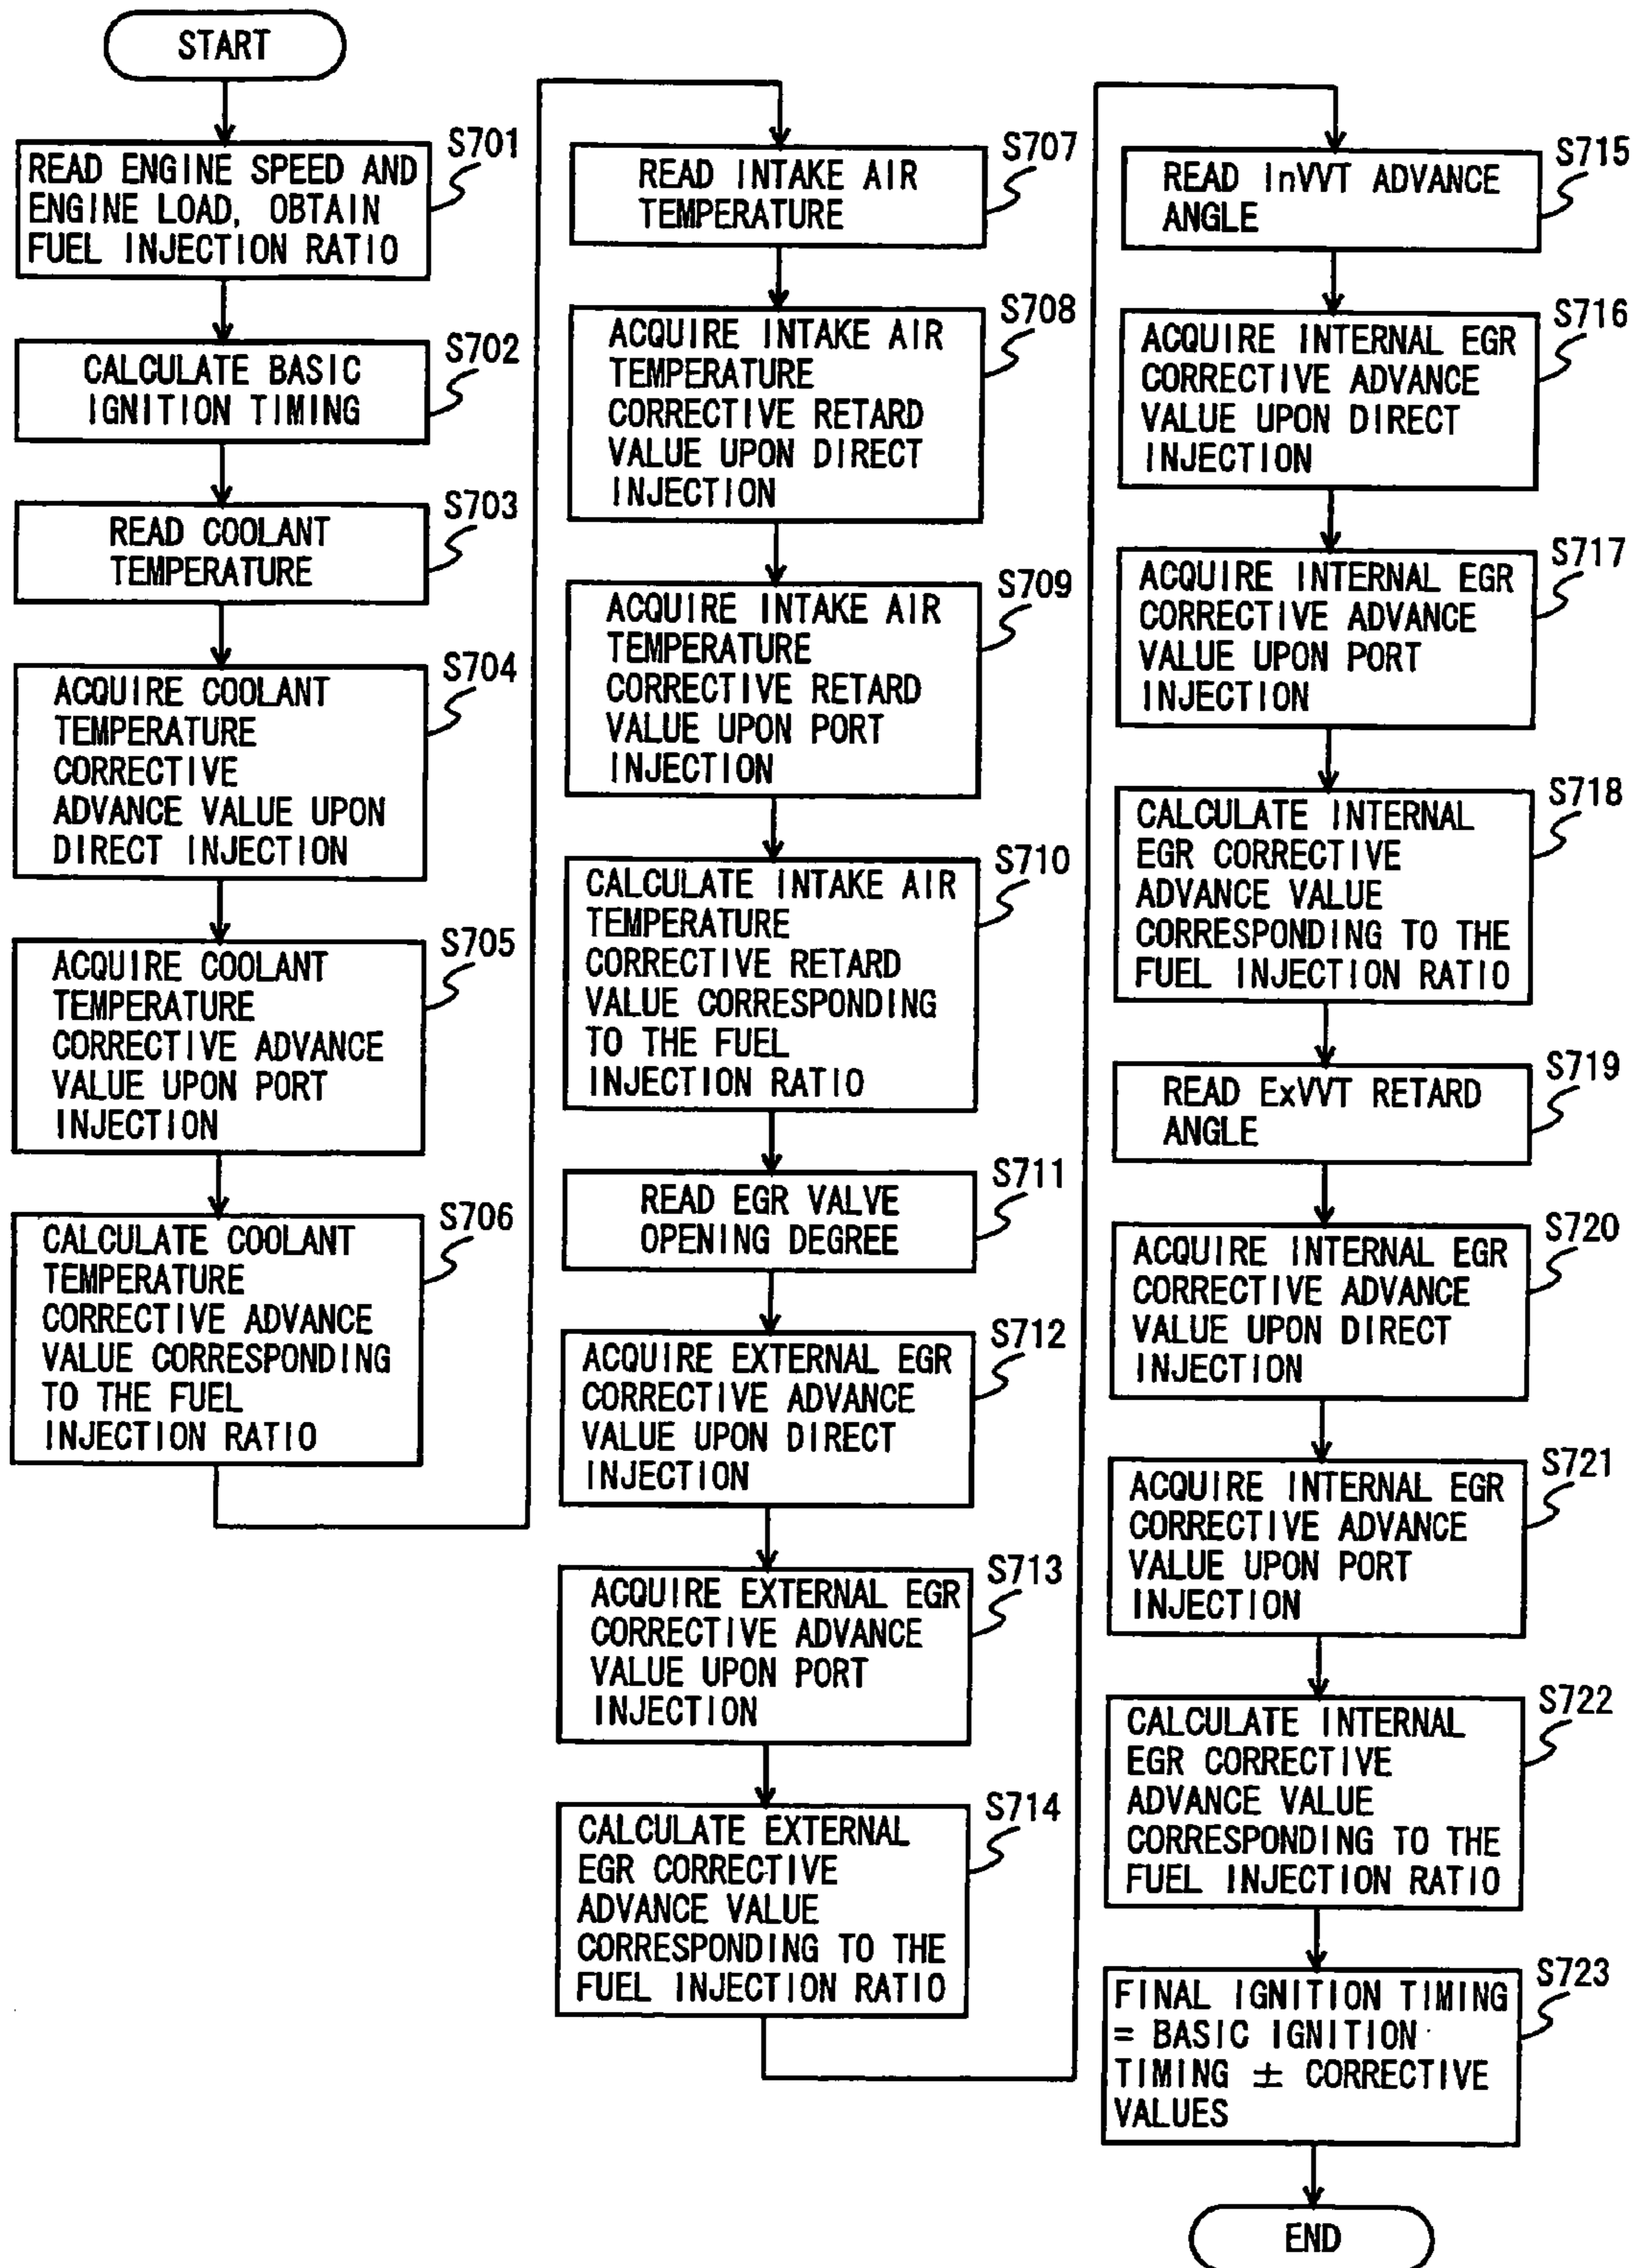 START
S701
READ ENGINE SPEED AND
ENGINE LOAD, OBTAIN
FUEL INJECTION RATIO
S702
CALCULATE BASIC
IGNITION TIMING
S703
READ COOLANT
TEMPERATURE
S704
ACQUIRE COOLANT
TEMPERATURE
CORRECTIVE
ADVANCE VALUE UPON
DIRECT INJECTION
S705
ACQUIRE COOLANT
TEMPERATURE
CORRECTIVE ADVANCE
VALUE UPON PORT
INJECTION
S706
CALCULATE COOLANT
TEMPERATURE
CORRECTIVE ADVANCE
VALUE CORRESPONDING
TO THE FUEL
INJECTION RATIO
S707
READ INTAKE AIR
TEMPERATURE
S708
ACQUIRE INTAKE AIR
TEMPERATURE
CORRECTIVE RETARD
VALUE UPON DIRECT
INJECTION
S709
ACQUIRE INTAKE AIR
TEMPERATURE
CORRECTIVE RETARD
VALUE UPON PORT
INJECTION
S710
CALCULATE INTAKE AIR
TEMPERATURE
CORRECTIVE RETARD
VALUE CORRESPONDING
TO THE FUEL
INJECTION RATIO
S711
READ EGR VALVE
OPENING DEGREE
S712
ACQUIRE EXTERNAL EGR
CORRECTIVE ADVANCE
VALUE UPON DIRECT
INJECTION
S713
ACQUIRE EXTERNAL EGR
CORRECTIVE ADVANCE
VALUE UPON PORT
INJECTION
S714
CALCULATE EXTERNAL
EGR CORRECTIVE
ADVANCE VALUE
CORRESPONDING TO THE
FUEL INJECTION RATIO
S715
READ InVVT ADVANCE
ANGLE
S716
ACQUIRE INTERNAL EGR
CORRECTIVE ADVANCE
VALUE UPON DIRECT
INJECTION
S717
ACQUIRE INTERNAL EGR
CORRECTIVE ADVANCE
VALUE UPON PORT
INJECTION
S718
CALCULATE INTERNAL
EGR CORRECTIVE
ADVANCE VALUE
CORRESPONDING TO THE
FUEL INJECTION RATIO
S719
READ ExVVT RETARD
ANGLE
S720
ACQUIRE INTERNAL EGR
CORRECTIVE ADVANCE
VALUE UPON DIRECT
INJECTION
S721
ACQUIRE INTERNAL EGR
CORRECTIVE ADVANCE
VALUE UPON PORT
INJECTION
S722
CALCULATE INTERNAL
EGR CORRECTIVE
ADVANCE VALUE
CORRESPONDING TO THE
FUEL INJECTION RATIO
S723
FINAL IGNITION TIMING
= BASIC IGNITION
TIMING ± CORRECTIVE
VALUES
END